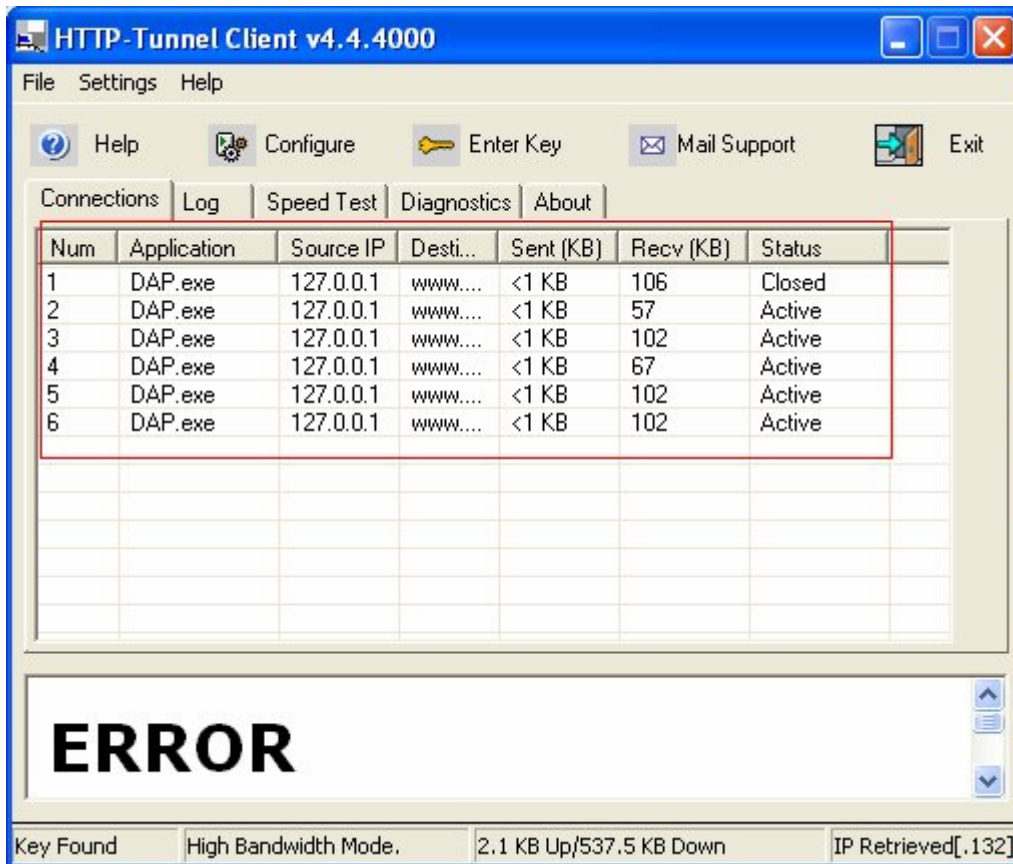 HTTP-Tunnel Client v4.4.4000
File Settings Help
Help Configure Enter Key Mail Support Exit
Connections Log Speed Test Diagnostics About
Num Application Source IP Desti... Sent (KB) Recv (KB) Status
1 DAP.exe 127.0.0.1 www.... <1 KB 106 Closed
2 DAP.exe 127.0.0.1 www.... <1 KB 57 Active
3 DAP.exe 127.0.0.1 www.... <1 KB 102 Active
4 DAP.exe 127.0.0.1 www.... <1 KB 67 Active
5 DAP.exe 127.0.0.1 www.... <1 KB 102 Active
6 DAP.exe 127.0.0.1 www.... <1 KB 102 Active
ERROR
Key Found High Bandwidth Mode. 2.1 KB Up/537.5 KB Down IP Retrieved[.132]